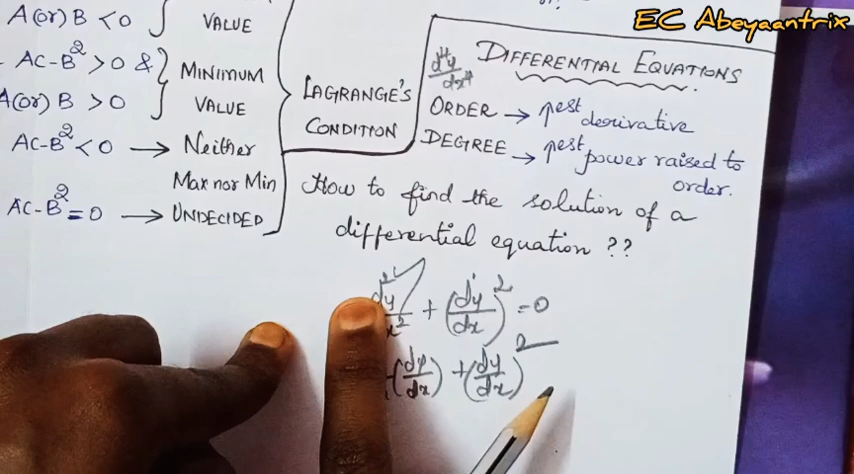 EC Abeyaantrix
A(or) B < 0 } VALUE
AC-B² > 0 & } MINIMUM
A(or) B > 0 } VALUE
AC-B² < 0 → Neither
Max nor Min
AC-B² = 0 → UNDECIDED
LAGRANGE'S
CONDITION
DIFFERENTIAL EQUATIONS
ORDER → est derivative
DEGREE → est power raised to
order.
How to find the solution of a
differential equation ??
+ (dy/dx)² = 0
(dy/dx) + (dy/dx)²